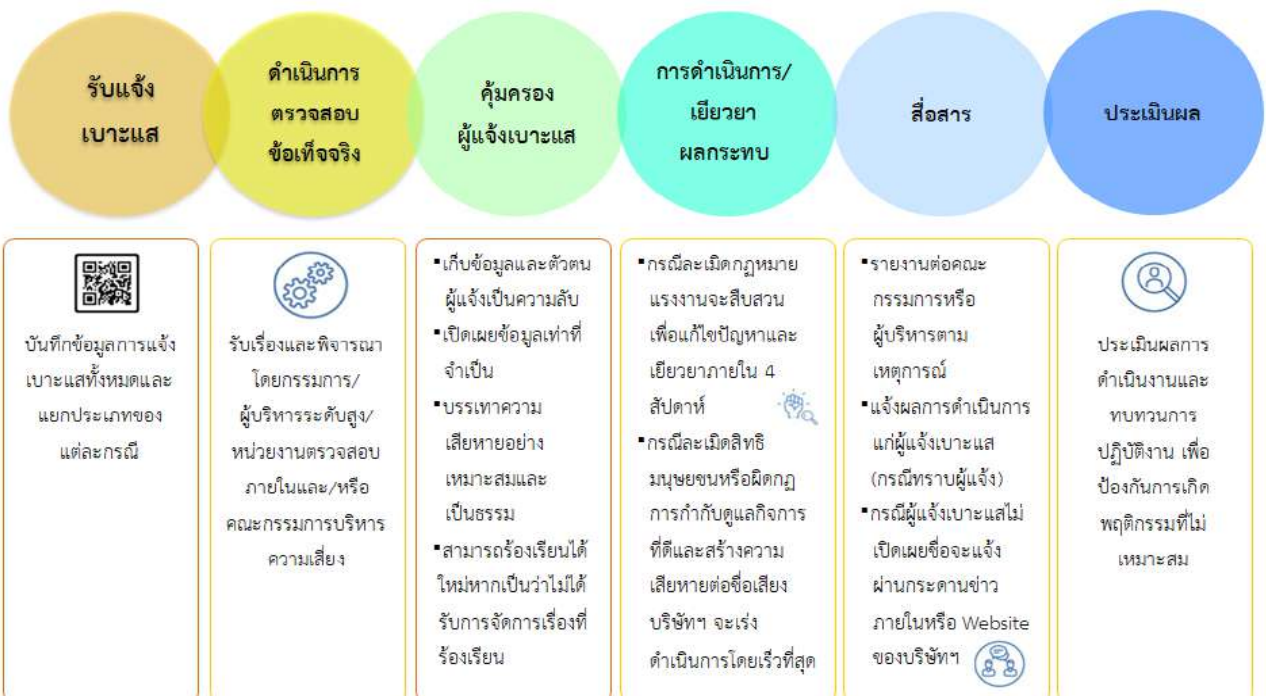 รับแจ้ง
เบาะแส
ดำเนินการ
ตรวจสอบ
ข้อเท็จจริง
คุ้มครอง
ผู้แจ้งเบาะแส
การดำเนินการ/
เยียวยา
ผลกระทบ
สื่อสาร
ประเมินผล
บันทึกข้อมูลการแจ้ง
เบาะแสทั้งหมดและ
แยกประเภทของ
แต่ละกรณี
รับเรื่องและพิจารณา
โดยกรรมการ/
ผู้บริหารระดับสูง/
หน่วยงานตรวจสอบ
ภายในและ/หรือ
คณะกรรมการบริหาร
ความเสี่ยง
▪เก็บข้อมูลและตัวตน
ผู้แจ้งเป็นความลับ
▪เปิดเผยข้อมูลเท่าที่
จำเป็น
▪บรรเทาความ
เสียหายอย่าง
เหมาะสมและ
เป็นธรรม
▪สามารถร้องเรียนได้
ใหม่หากเป็นว่าไม่ได้
รับการจัดการเรื่องที่
ร้องเรียน
▪กรณีละเมิดกฎหมาย
แรงงานจะสืบสวน
เพื่อแก้ไขปัญหาและ
เยียวยาภายใน 4
สัปดาห์
▪กรณีละเมิดสิทธิ
มนุษยชนหรือผิดกฎ
การกำกับดูแลกิจการ
ที่ดีและสร้างความ
เสียหายต่อชื่อเสียง
บริษัทฯ จะเร่ง
ดำเนินการโดยเร็วที่สุด
▪รายงานต่อคณะ
กรรมการหรือ
ผู้บริหารตาม
เหตุการณ์
▪แจ้งผลการดำเนินการ
แก่ผู้แจ้งเบาะแส
(กรณีทราบผู้แจ้ง)
▪กรณีผู้แจ้งเบาะแสไม่
เปิดเผยชื่อจะแจ้ง
ผ่านกระดานข่าว
ภายในหรือ Website
ของบริษัทฯ
ประเมินผลการ
ดำเนินงานและ
ทบทวนการ
ปฏิบัติงาน เพื่อ
ป้องกันการเกิด
พฤติกรรมที่ไม่
เหมาะสม